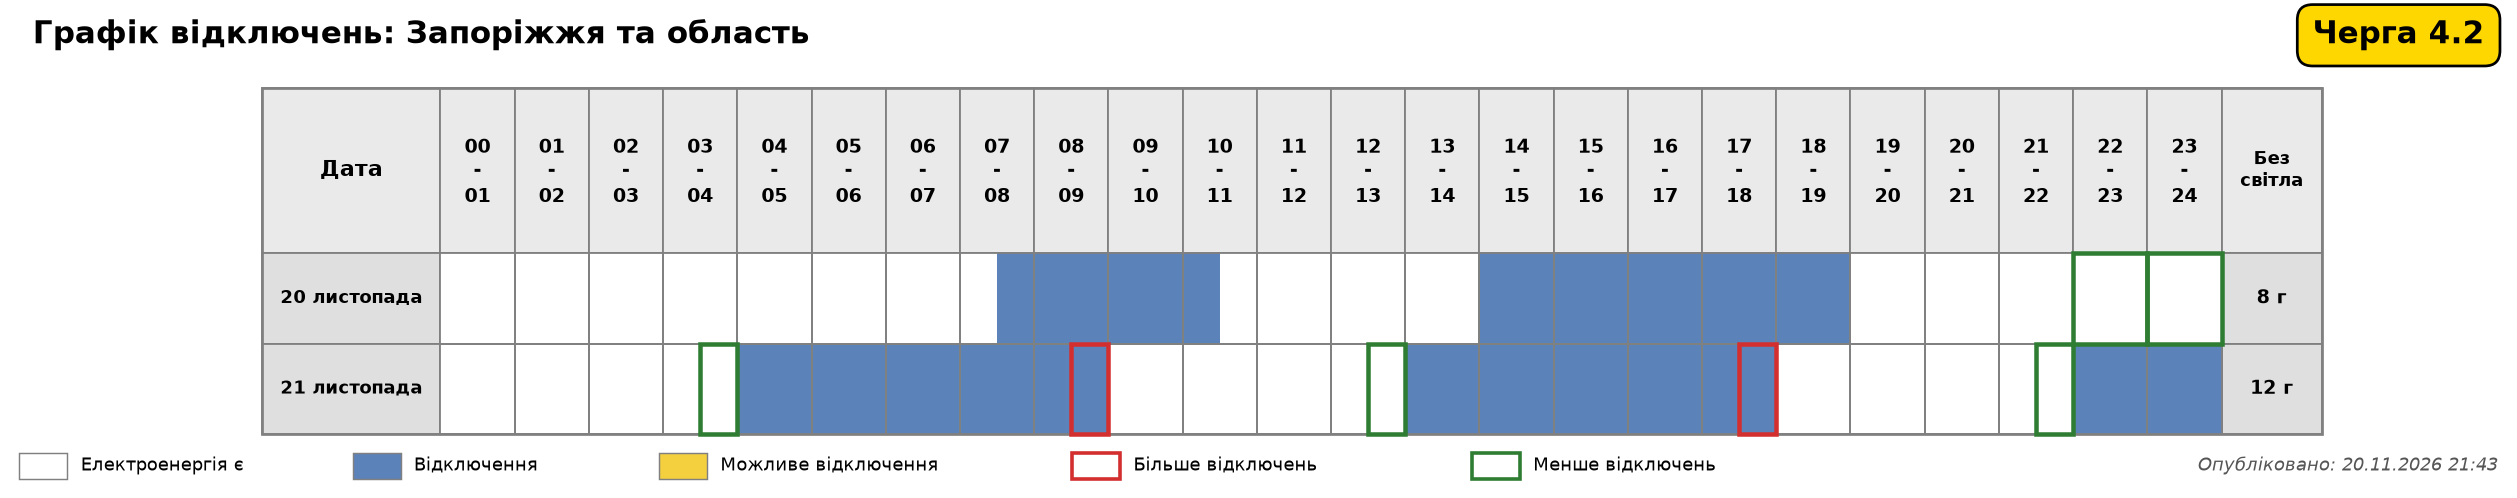 Графік відключень: Запоріжжя та область
Черга 4.2
Дата
00 - 01
01 - 02
02 - 03
03 - 04
04 - 05
05 - 06
06 - 07
07 - 08
08 - 09
09 - 10
10 - 11
11 - 12
12 - 13
13 - 14
14 - 15
15 - 16
16 - 17
17 - 18
18 - 19
19 - 20
20 - 21
21 - 22
22 - 23
23 - 24
Без
світла
20 листопада
8 г
21 листопада
12 г
Електроенергія є
Відключення
Можливе відключення
Більше відключень
Менше відключень
Опубліковано: 20.11.2026 21:43